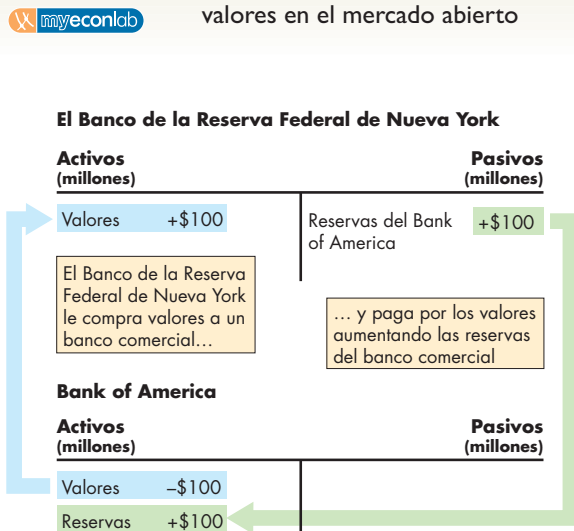 myeconlab
valores en el mercado abierto
El Banco de la Reserva Federal de Nueva York
Activos
(millones)
Pasivos
(millones)
Valores +$100
Reservas del Bank
of America
+$100
El Banco de la Reserva
Federal de Nueva York
le compra valores a un
banco comercial…
… y paga por los valores
aumentando las reservas
del banco comercial
Bank of America
Activos
(millones)
Pasivos
(millones)
Valores –$100
Reservas +$100